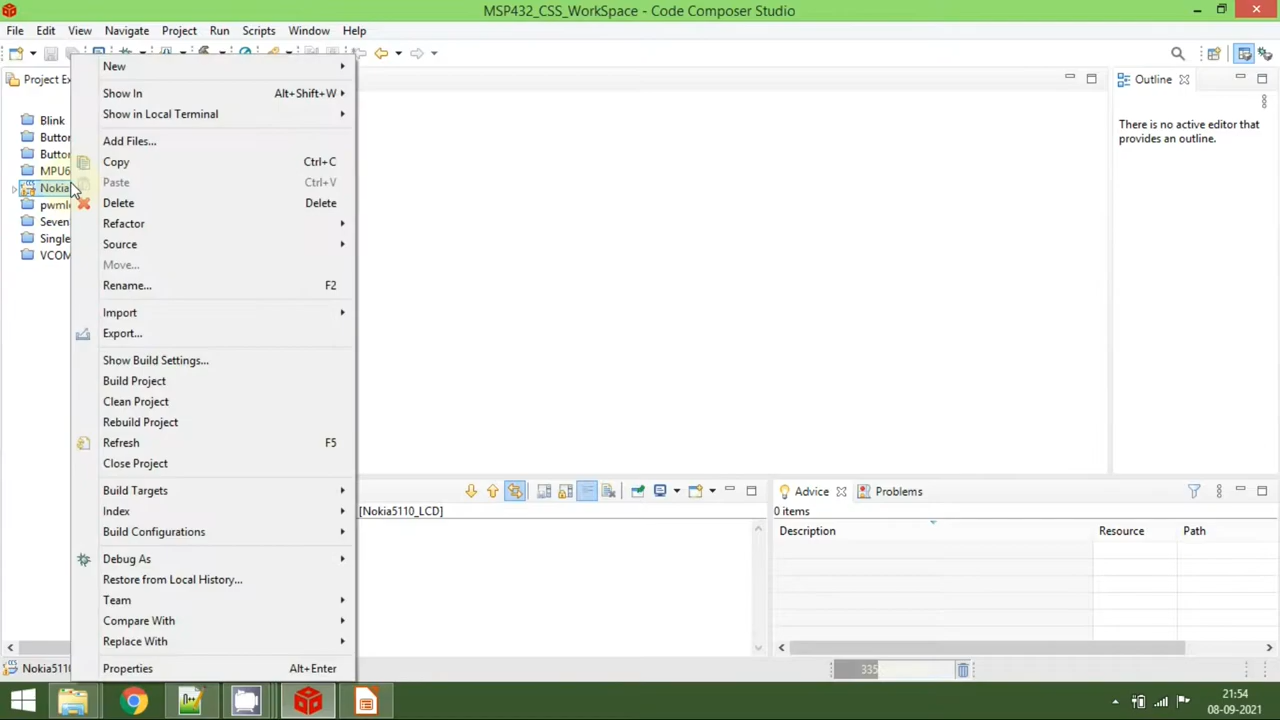 MSP432_CSS_WorkSpace - Code Composer Studio
File Edit View Navigate Project Run Scripts Window Help
Project Ex
Blink
Button
Button
MPU6
Nokia
pwmle
Seven
Single
VCOM
New
Show In Alt+Shift+W
Show in Local Terminal
Add Files...
Copy Ctrl+C
Paste Ctrl+V
Delete Delete
Refactor
Source
Move...
Rename... F2
Import
Export...
Show Build Settings...
Build Project
Clean Project
Rebuild Project
Refresh F5
Close Project
Build Targets
Index
Build Configurations
Debug As
Restore from Local History...
Team
Compare With
Replace With
Properties Alt+Enter
Outline
There is no active editor that
provides an outline.
[Nokia5110_LCD]
Advice Problems
0 items
Description Resource Path
Nokia5110
335
21:54
08-09-2021